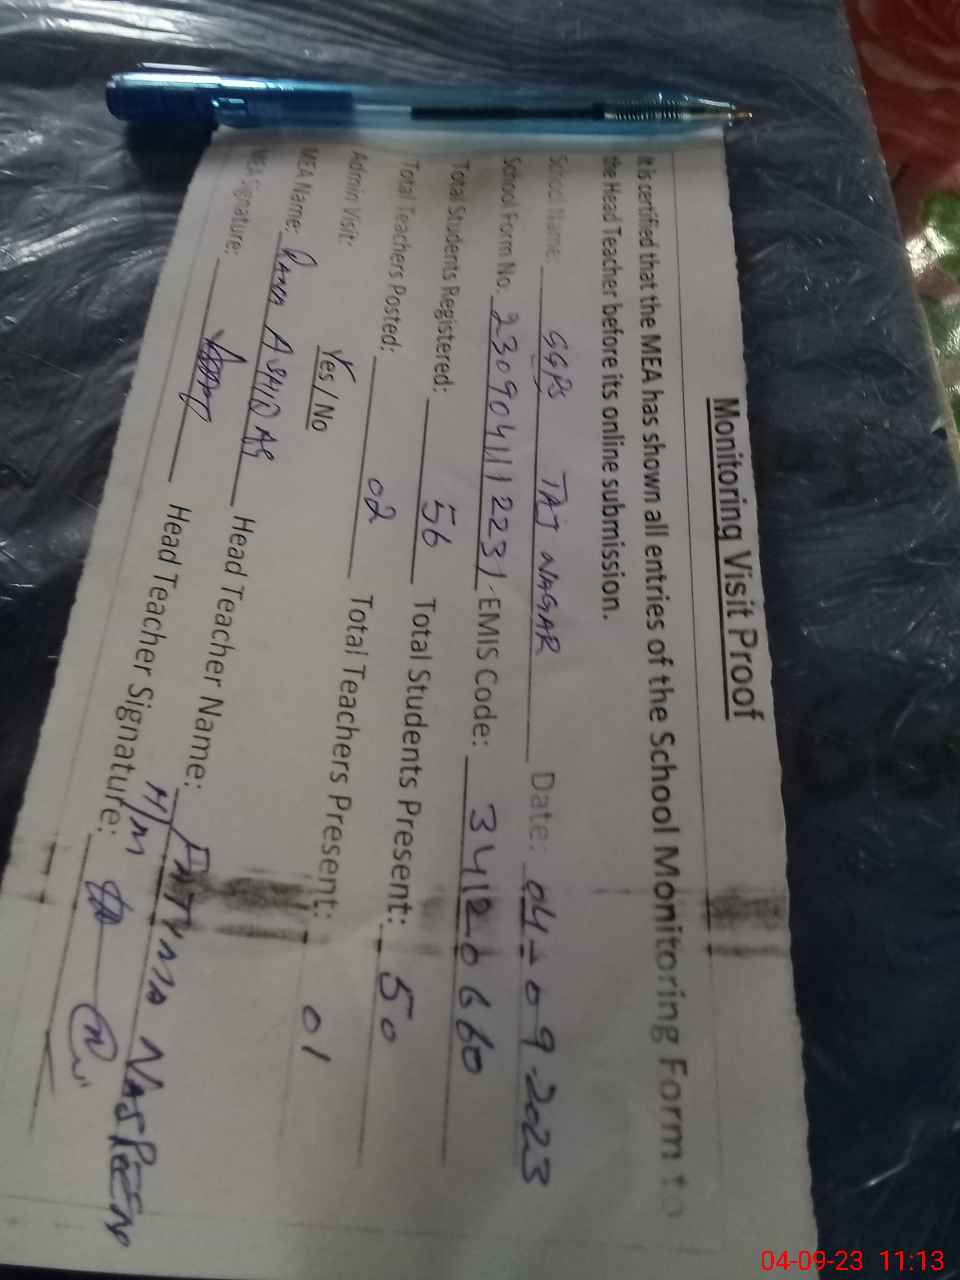 Monitoring Visit Proof
It is certified that the MEA has shown all entries of the School Monitoring Form to
the Head Teacher before its online submission.
School Name: GGPS TAJ NAGAR Date: 04-09-2023
School Form No. 2309041112231 EMIS Code: 34120660
Total Students Registered: 56 Total Students Present: 50
Total Teachers Posted: 02 Total Teachers Present: 01
Admin Visit: Yes / No
MEA Name: Head Teacher Name: FATYMA NASREEN
MEA Signature: Head Teacher Signature: H/M
04-09-23 11:13